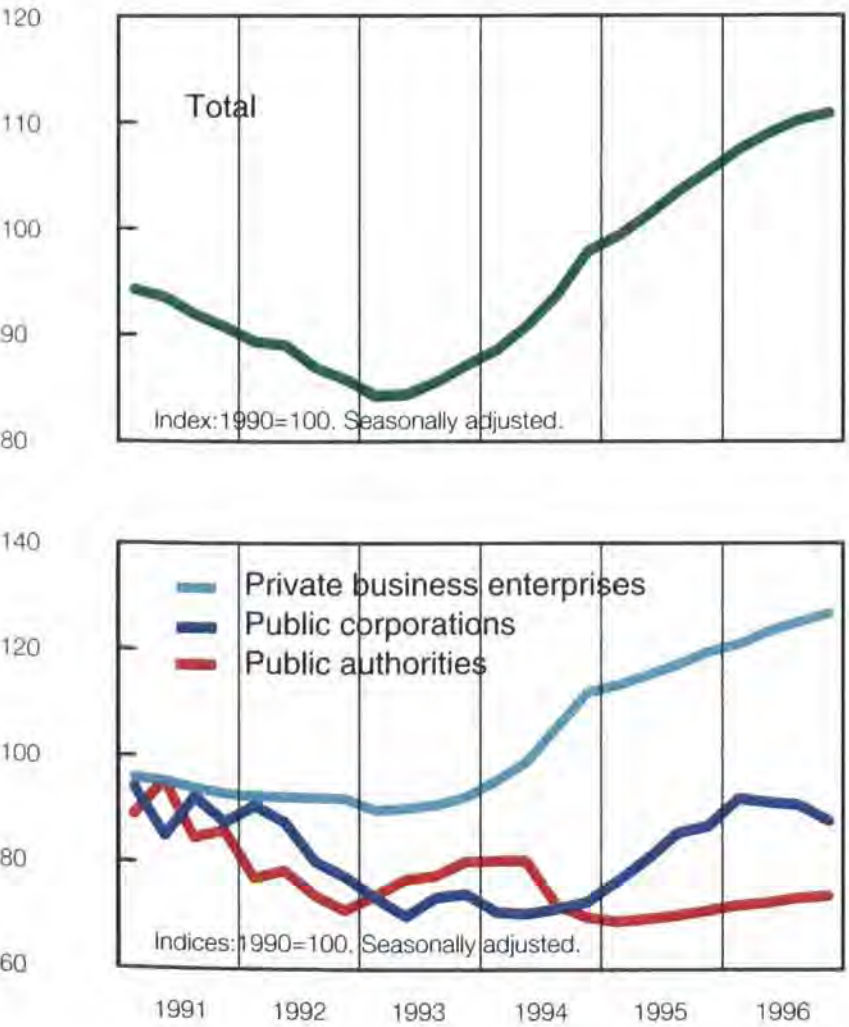 120
110
100
90
80
Total
Index:1990=100. Seasonally adjusted.
140
120
100
80
60
Private business enterprises
Public corporations
Public authorities
Indices:1990=100. Seasonally adjusted.
1991 1992 1993 1994 1995 1996